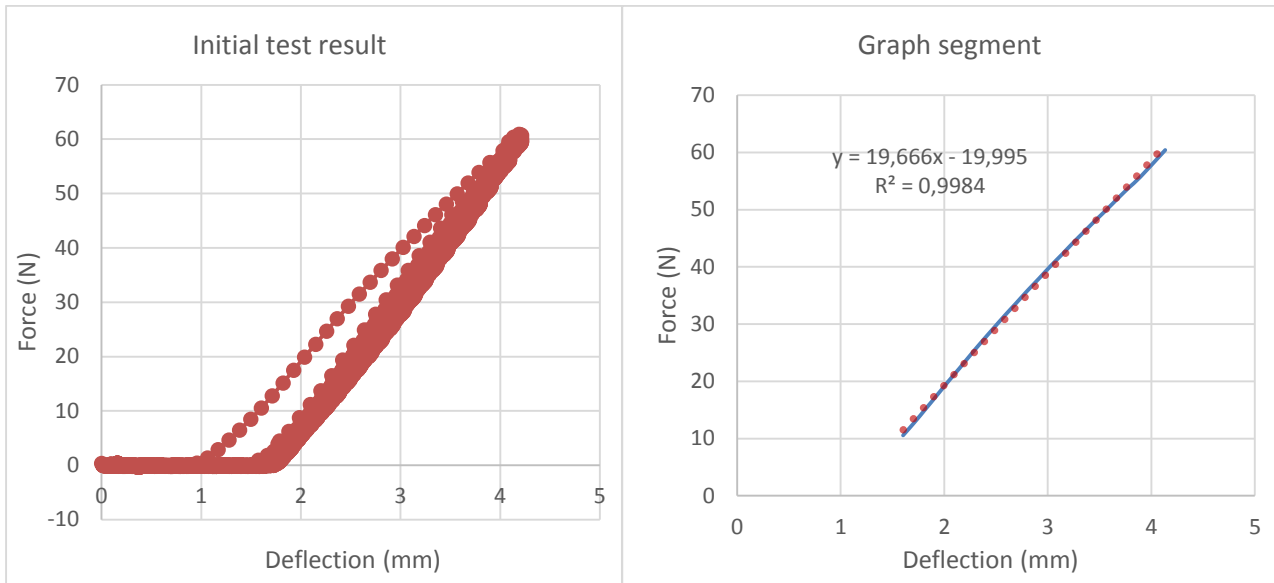 Initial test result
70
60
50
40
30
20
10
0
-10
0 1 2 3 4 5
Force (N)
Deflection (mm)
Graph segment
70
60
50
40
30
20
10
0
0 1 2 3 4 5
y = 19,666x - 19,995
R² = 0,9984
Force (N)
Deflection (mm)